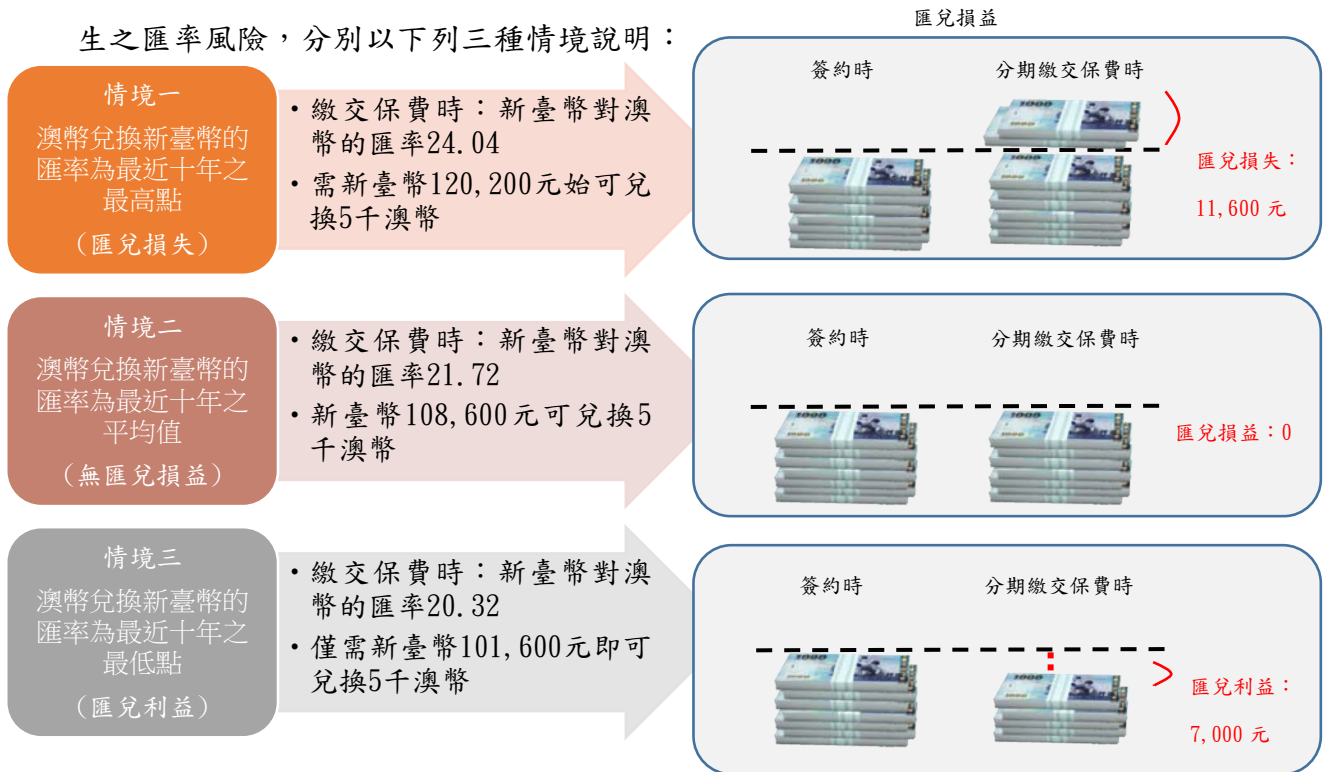 生之匯率風險，分別以下列三種情境說明：
匯兌損益
情境一
澳幣兌換新臺幣的
匯率為最近十年之
最高點
（匯兌損失）
・繳交保費時：新臺幣對澳
幣的匯率24.04
・需新臺幣120,200元始可兌
換5千澳幣
簽約時
分期繳交保費時
匯兌損失：
11,600 元
情境二
澳幣兌換新臺幣的
匯率為最近十年之
平均值
（無匯兌損益）
・繳交保費時：新臺幣對澳
幣的匯率21.72
・新臺幣108,600元可兌換5
千澳幣
簽約時
分期繳交保費時
匯兌損益：0
情境三
澳幣兌換新臺幣的
匯率為最近十年之
最低點
（匯兌利益）
・繳交保費時：新臺幣對澳
幣的匯率20.32
・僅需新臺幣101,600元即可
兌換5千澳幣
簽約時
分期繳交保費時
匯兌利益：
7,000 元